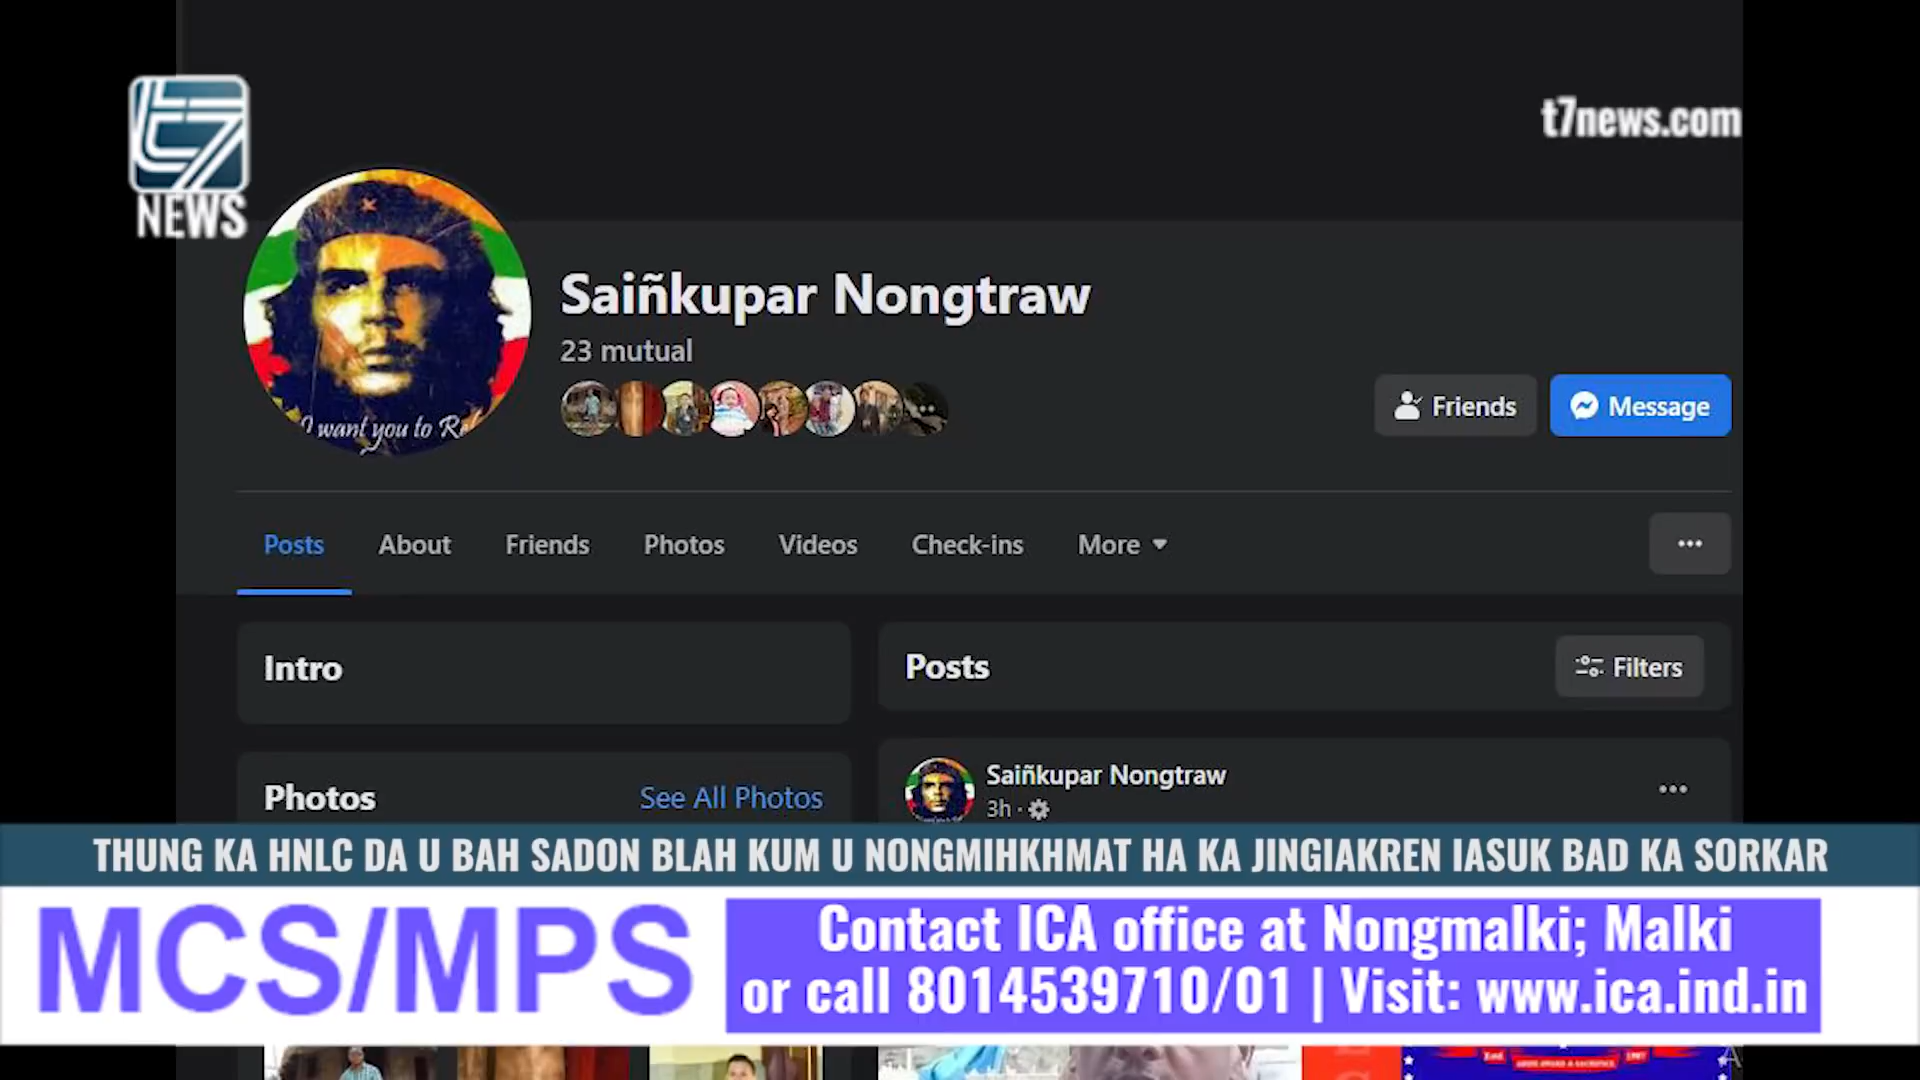 t7
NEWS
t7news.com
I want you to
Saiñkupar Nongtraw
23 mutual
Friends
Message
Posts
About
Friends
Photos
Videos
Check-ins
More
Intro
Posts
Filters
Photos
See All Photos
Saiñkupar Nongtraw
3h
THUNG KA HNLC DA U BAH SADON BLAH KUM U NONGMIHKHMAT HA KA JINGIAKREN IASUK BAD KA SORKAR
MCS/MPS
Contact ICA office at Nongmalki; Malki
or call 8014539710/01 | Visit: www.ica.ind.in